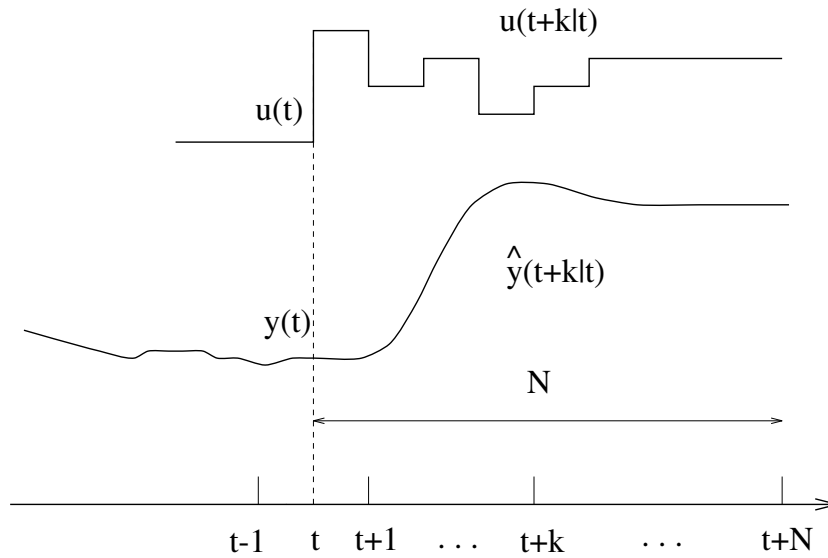 u(t+k|t)
u(t)
ŷ(t+k|t)
y(t)
N
t-1 t t+1 . . . t+k . . . t+N